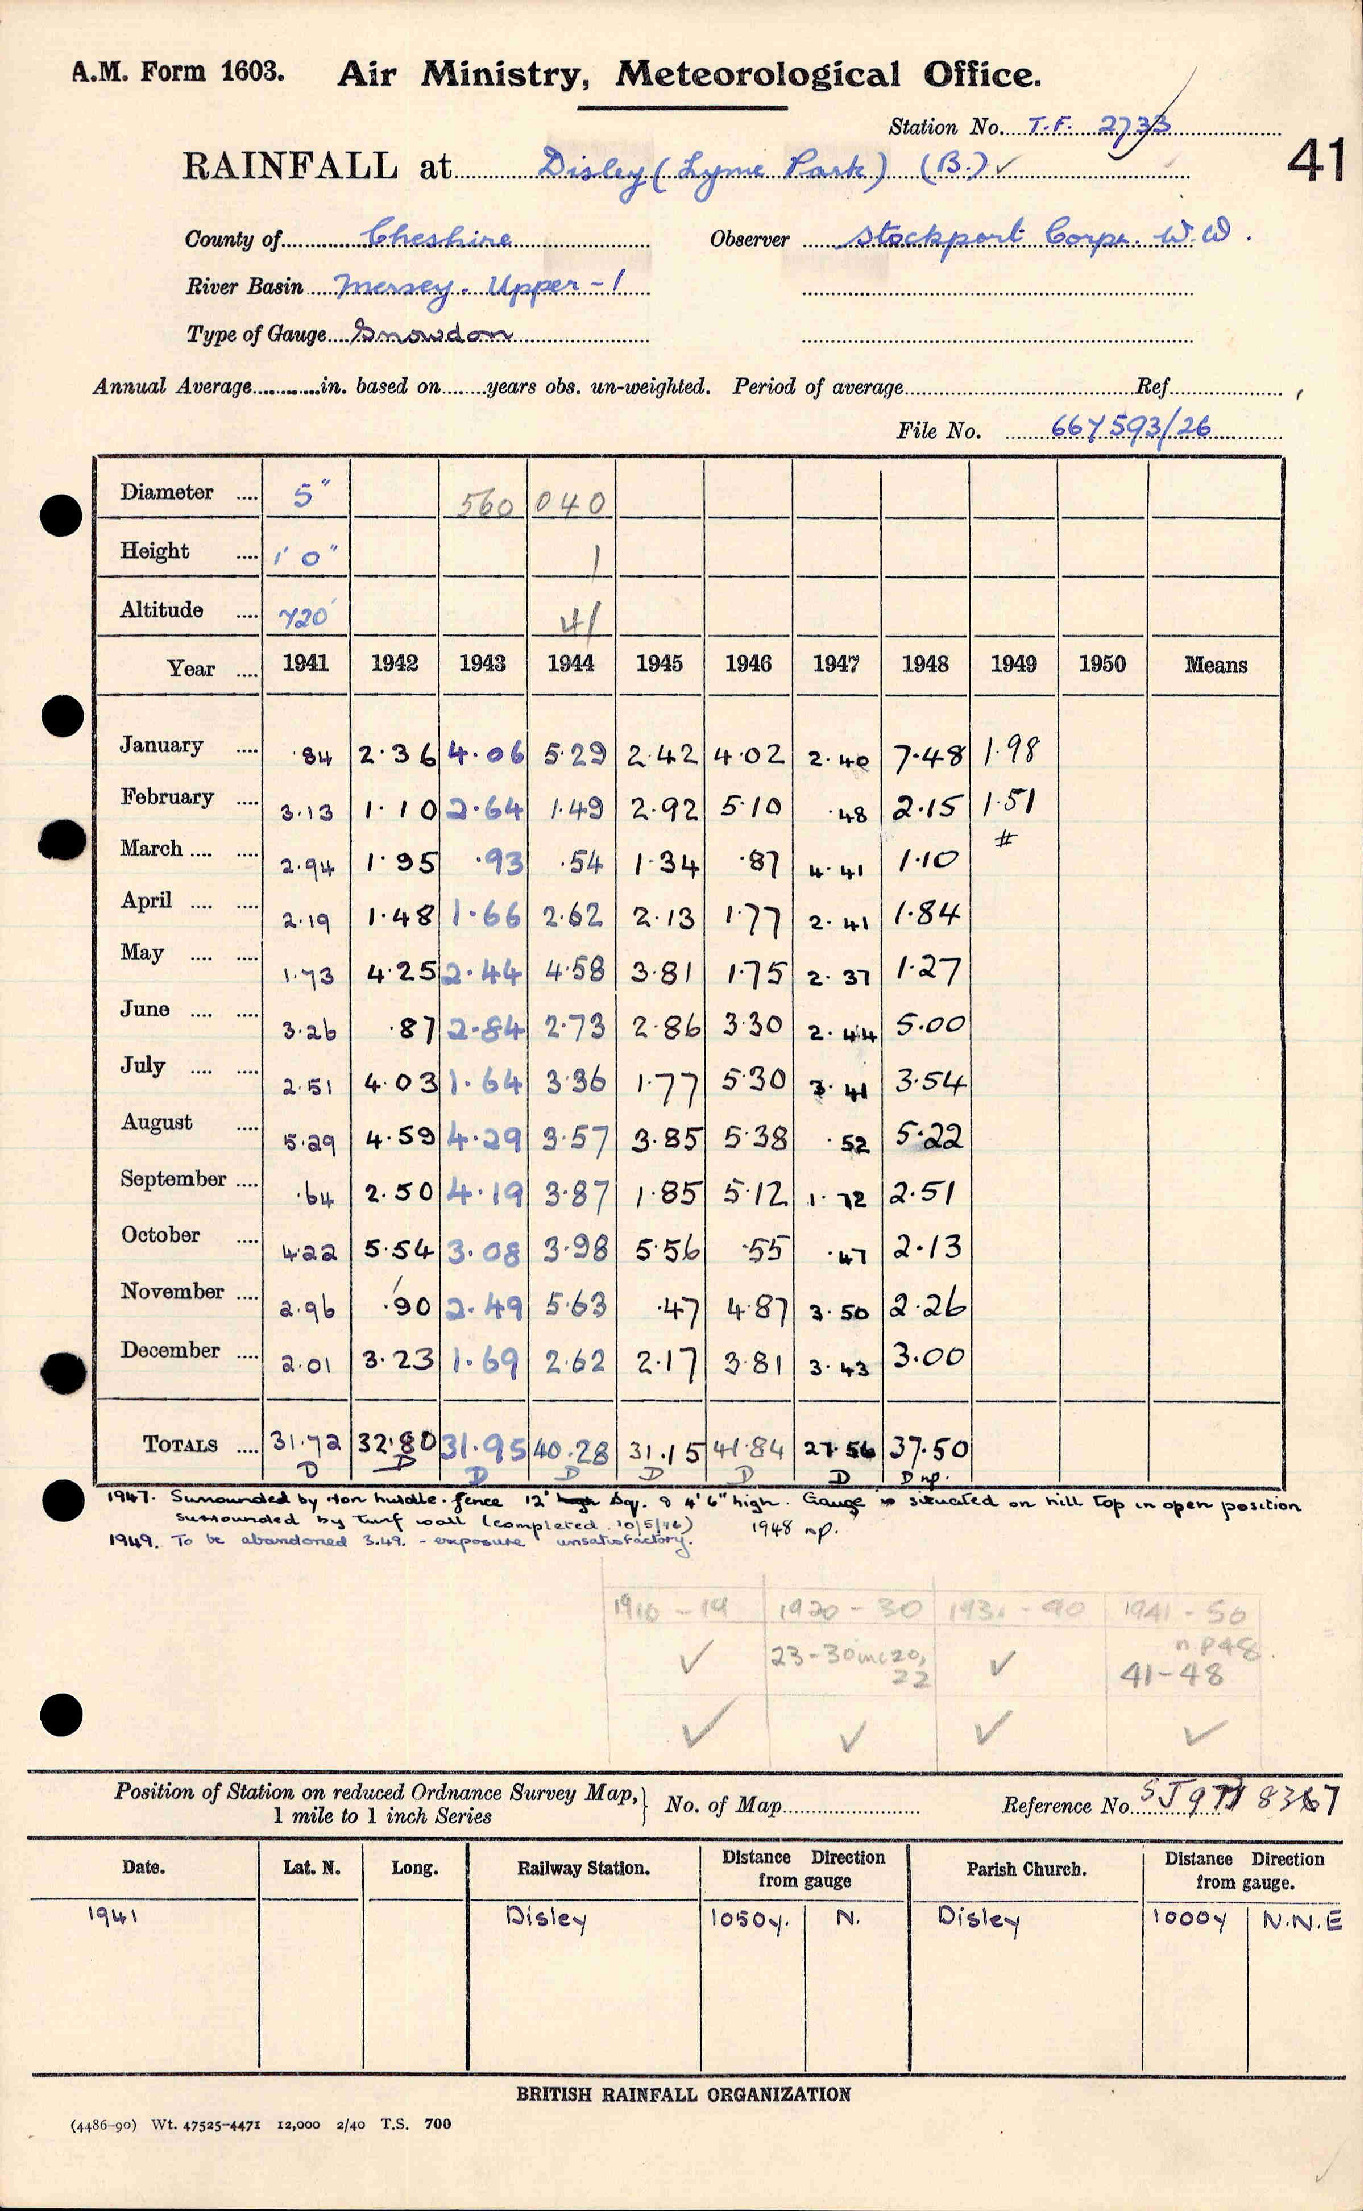 A.M. Form 1603. Air Ministry, Meteorological Office.
Station No. T.F. 2733
41
RAINFALL at Disley (Lyme Park) (B.) ✓
County of Cheshire Observer Stockport Corpn. W.W.
River Basin Mersey. Upper - 1
Type of Gauge Snowdon
Annual Average............in. based on.......years obs. un-weighted. Period of average Ref.
File No. 667593/26
Diameter .... 5" 560 040
Height .... 1' 0" 1
Altitude .... 720' 41
Year .... 1941 1942 1943 1944 1945 1946 1947 1948 1949 1950 Means
January .... ·84 2·36 4·06 5·29 2·42 4·02 2·40 7·48 1·98
February .... 3·13 1·10 2·64 1·49 2·92 5·10 ·48 2·15 1·51
March .... .... 2·94 1·95 ·93 ·54 1·34 ·87 4·41 1·10 #
April .... .... 2·19 1·48 1·66 2·62 2·13 1·77 2·41 1·84
May .... .... 1·73 4·25 2·44 4·58 3·81 1·75 2·37 1·27
June .... .... 3·26 ·87 2·84 2·73 2·86 3·30 2·44 5·00
July .... .... 2·51 4·03 1·64 3·36 1·77 5·30 3·41 3·54
August .... 5·29 4·59 4·29 3·57 3·85 5·38 ·52 5·22
September .... ·64 2·50 4·19 3·87 1·85 5·12 1·72 2·51
October .... 4·22 5·54 3·08 3·98 5·56 ·55 ·47 2·13
November .... 2·96 ·90 2·49 5·63 ·47 4·87 3·50 2·26
December .... 2·01 3·23 1·69 2·62 2·17 3·81 3·43 3·00
TOTALS .... 31·72 32·80 31·95 40·28 31·15 41·84 27·56 37·50
D D D D D D D D np.
1947. Surrounded by iron hurdle fence 12' sq. & 4' 6" high. Gauge is situated on hill top in open position
surrounded by turf wall (completed 10/5/46) 1948 np.
1949. To be abandoned 3.49. - exposure unsatisfactory.
1910 - 19 1920 - 30 1931 - 40 1941 - 50
✓ 23-30 inc 20, 22 ✓ np48. 41-48
✓ ✓ ✓ ✓
Position of Station on reduced Ordnance Survey Map,} No. of Map Reference No. SJ 97 8367
1 mile to 1 inch Series
Date. Lat. N. Long. Railway Station. Distance Direction from gauge Parish Church. Distance Direction from gauge.
1941 Disley 1050y. N. Disley 1000y N.N.E
BRITISH RAINFALL ORGANIZATION
(4486-90) Wt. 47525-4471 12,000 2/40 T.S. 700